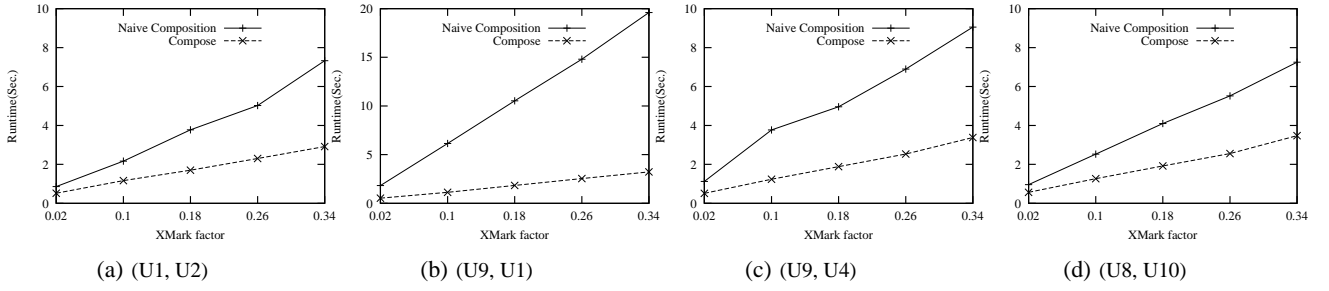 Runtime(Sec.)
10
8
6
4
2
0
Naive Composition
Compose
0.02 0.1 0.18 0.26 0.34
XMark factor
(a) (U1, U2)
Runtime(Sec.)
20
15
10
5
0
Naive Composition
Compose
0.02 0.1 0.18 0.26 0.34
XMark factor
(b) (U9, U1)
Runtime(Sec.)
10
8
6
4
2
0
Naive Composition
Compose
0.02 0.1 0.18 0.26 0.34
XMark factor
(c) (U9, U4)
Runtime(Sec.)
10
8
6
4
2
0
Naive Composition
Compose
0.02 0.1 0.18 0.26 0.34
XMark factor
(d) (U8, U10)